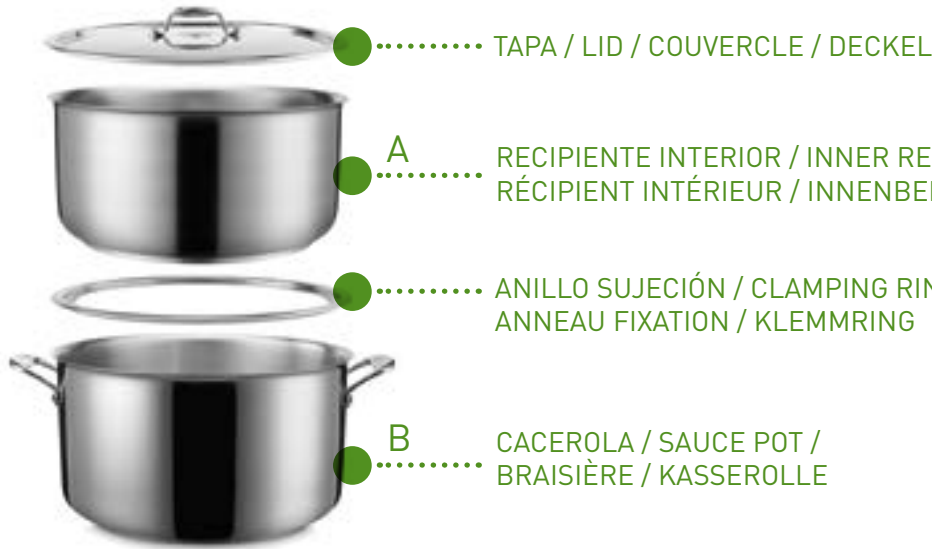 TAPA / LID / COUVERCLE / DECKEL
A
RECIPIENTE INTERIOR / INNER
RÉCIPIENT INTÉRIEUR /
ANILLO SUJECIÓN / CLAMPING
ANNEAU FIXATION / KLEMMRING
B
CACEROLA / SAUCE POT /
BRAISIÈRE / KASSEROLLE